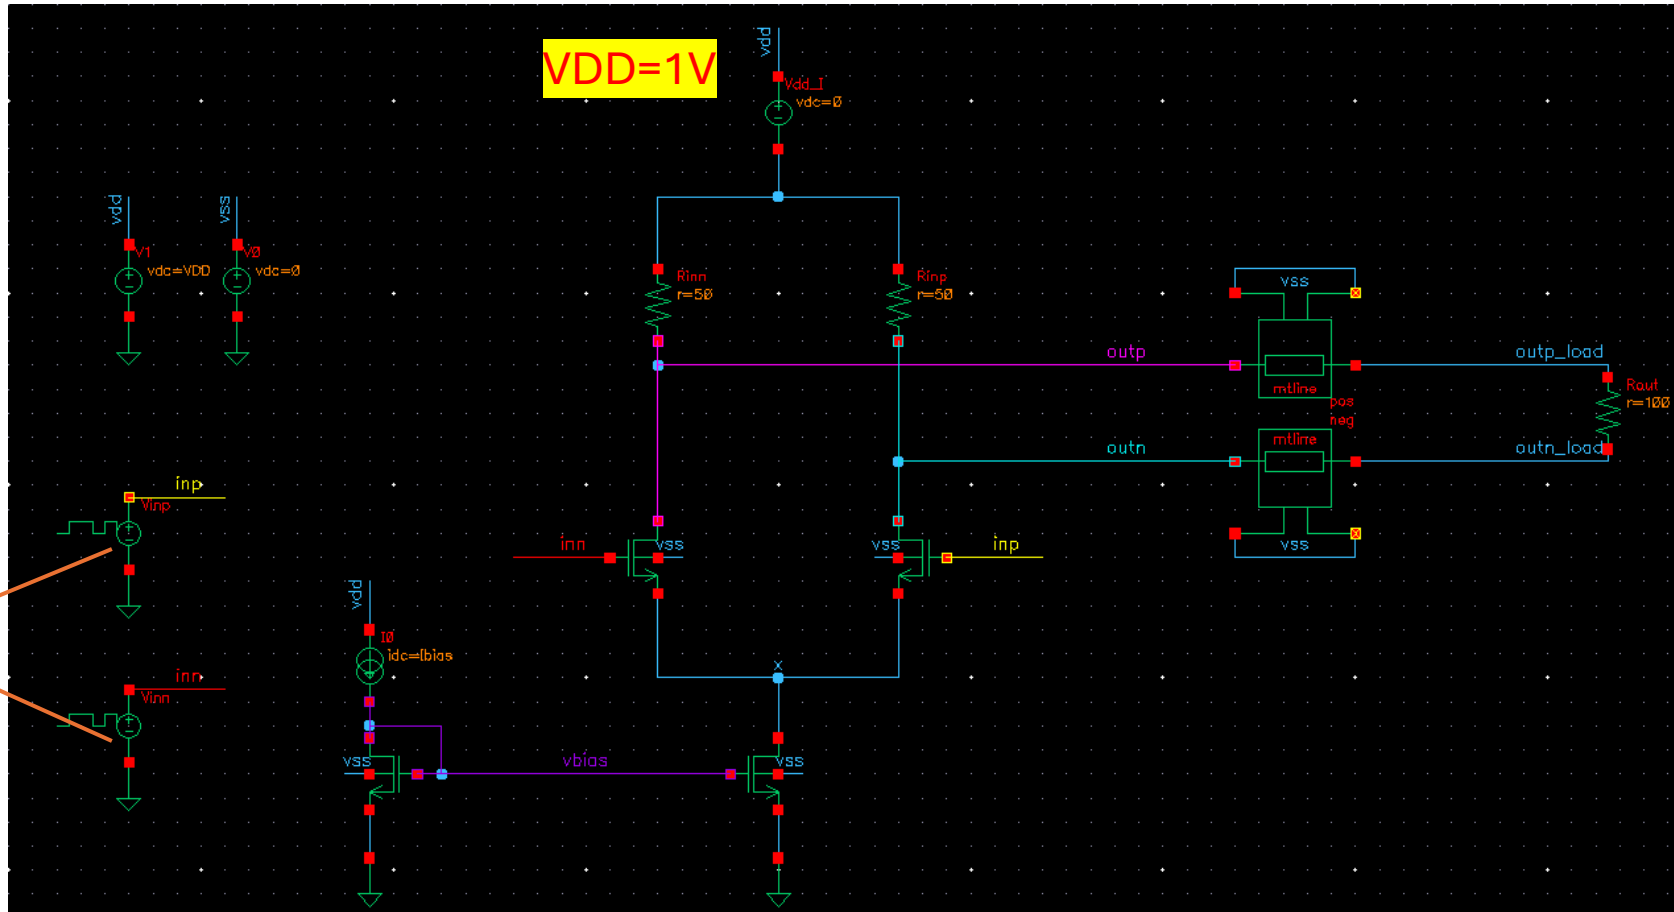 VDD=1V
vdd
Vdd_I
vdc=0
vdd
vss
V1
vdc=VDD
V0
vdc=0
Rinn
r=50
Rinp
r=50
vss
outp
outp_load
mtline
pos
neg
Rout
r=100
mtline
outn
outn_load
vss
inp
Vinp
inn
vss
vss
inp
vdd
I0
idc=Ibias
x
inn
Vinn
vss
vbias
vss